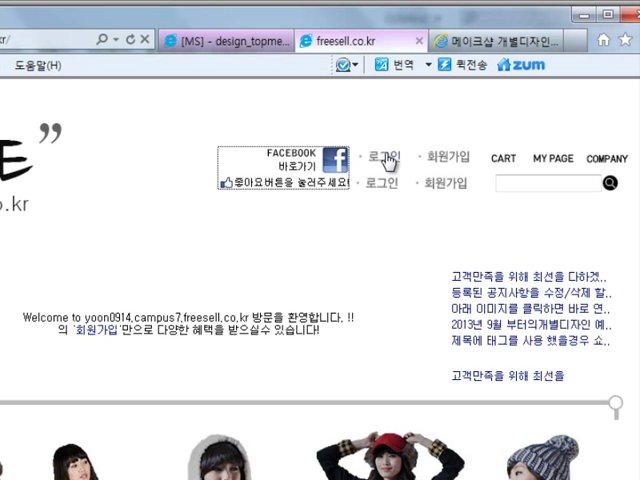 kr/
[MS] - design_topme...
freesell.co.kr
메이크샵 개별디자인...
도움말(H)
번역
퀵전송
zum
E”
o.kr
FACEBOOK
바로가기
좋아요버튼을 눌러주세요!
로그인
회원가입
로그인
회원가입
CART
MY PAGE
COMPANY
고객만족을 위해 최선을 다하겠..
등록된 공지사항을 수정/삭제 할..
아래 이미지를 클릭하면 바로 연..
2013년 9월 부터의개별디자인 예..
제목에 태그를 사용 했을경우 쇼..
고객만족을 위해 최선을
Welcome to yoon0914.campus7.freesell.co.kr 방문을 환영합니다. !!
의 '회원가입'만으로 다양한 혜택을 받으실수 있습니다!